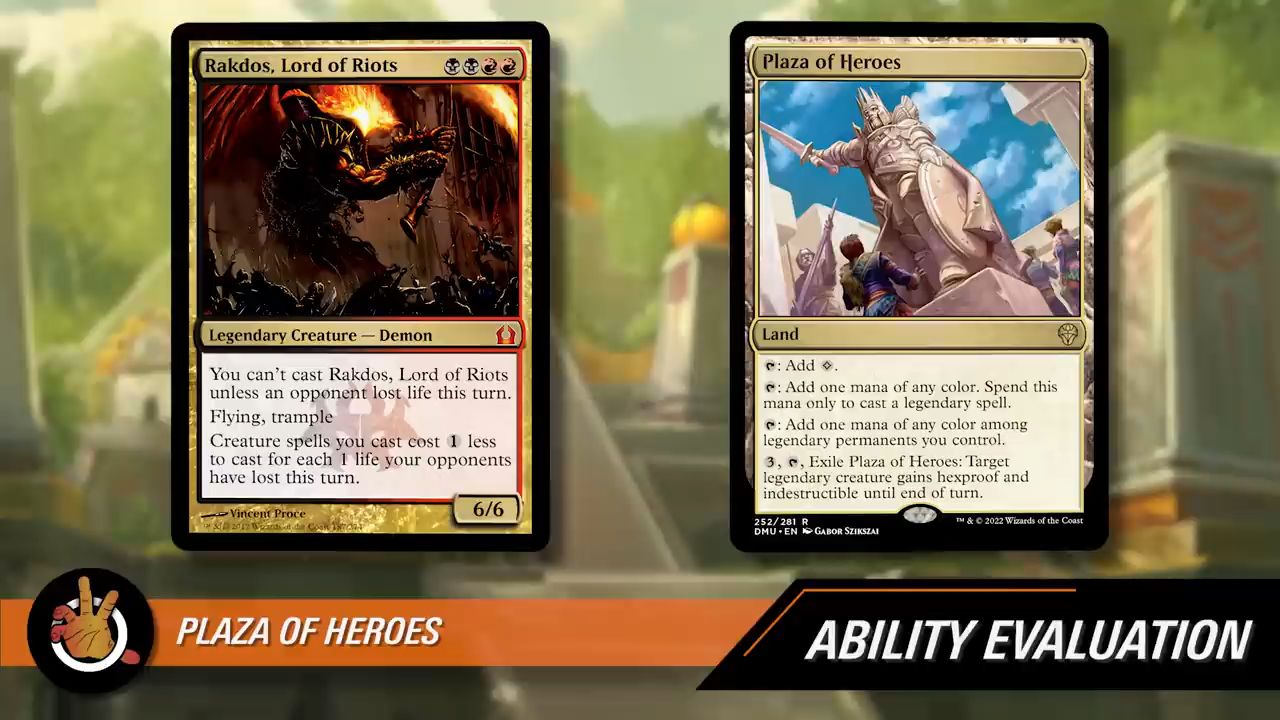 Rakdos, Lord of Riots
Legendary Creature — Demon
You can't cast Rakdos, Lord of Riots
unless an opponent lost life this turn.
Flying, trample
Creature spells you cast cost 1 less
to cast for each 1 life your opponents
have lost this turn.
6/6
Vincent Proce
Plaza of Heroes
Land
: Add .
: Add one mana of any color. Spend this
mana only to cast a legendary spell.
: Add one mana of any color among
legendary permanents you control.
3, , Exile Plaza of Heroes: Target
legendary creature gains hexproof and
indestructible until end of turn.
252/281 R
DMU • EN Gabor Szikszai
™ & © 2022 Wizards of the Coast
PLAZA OF HEROES
ABILITY EVALUATION